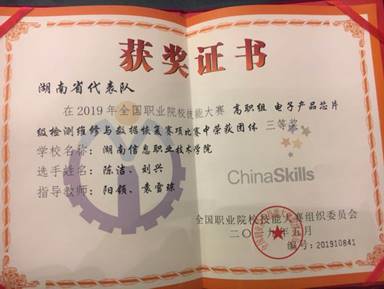 获奖证书
湖南省代表队
在2019年全国职业院校技能大赛 高职组 电子产品芯片
级检测维修与数据恢复赛项比赛中荣获团体 三等奖
学校名称：湖南信息职业技术学院
选手姓名：陈洁、刘兴
指导教师：阳领、袁雪琼
ChinaSkills
全国职业院校技能大赛组织委员会
二〇一九年五月
编号：201910841